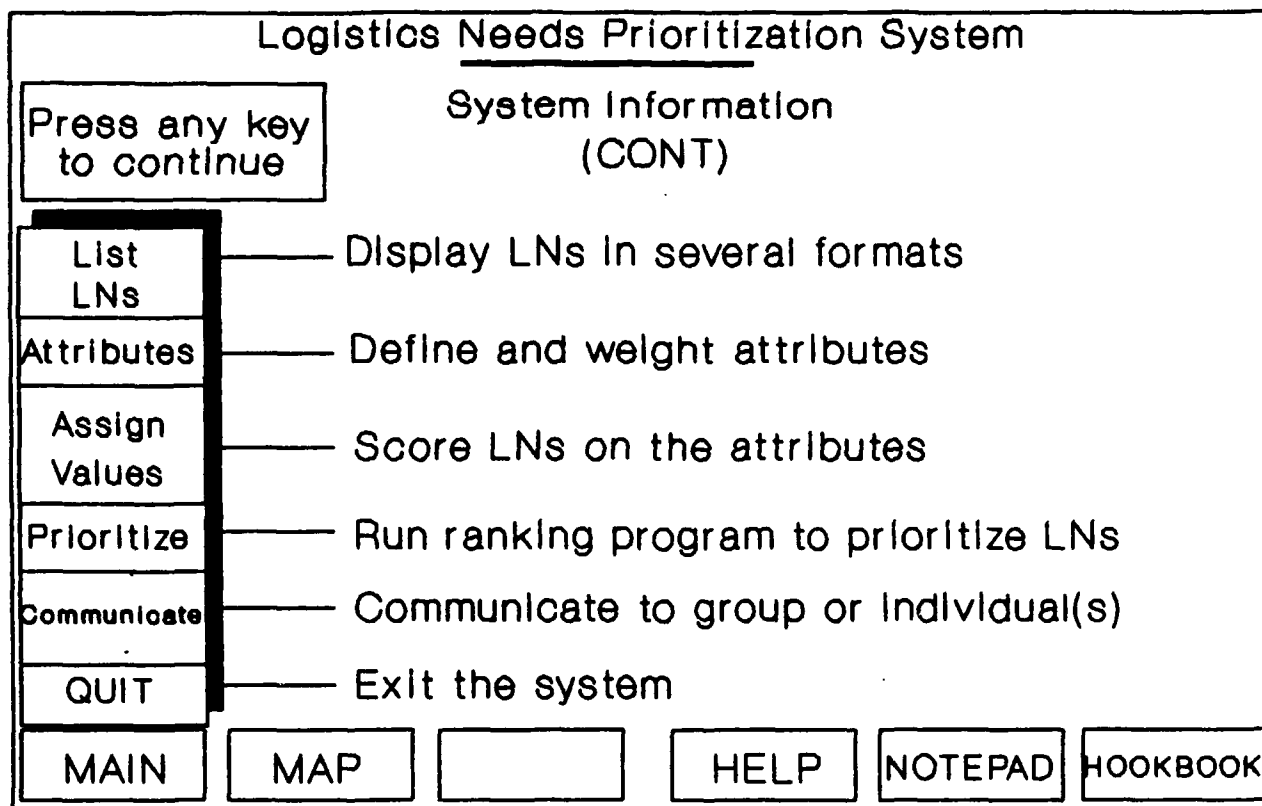 Logistics Needs Prioritization System
System Information
(CONT)
Press any key
to continue
List
LNs
Display LNs in several formats
Attributes
Define and weight attributes
Assign
Values
Score LNs on the attributes
Prioritize
Run ranking program to prioritize LNs
Communicate
Communicate to group or individual(s)
QUIT
Exit the system
MAIN
MAP
HELP
NOTEPAD
HOOKBOOK